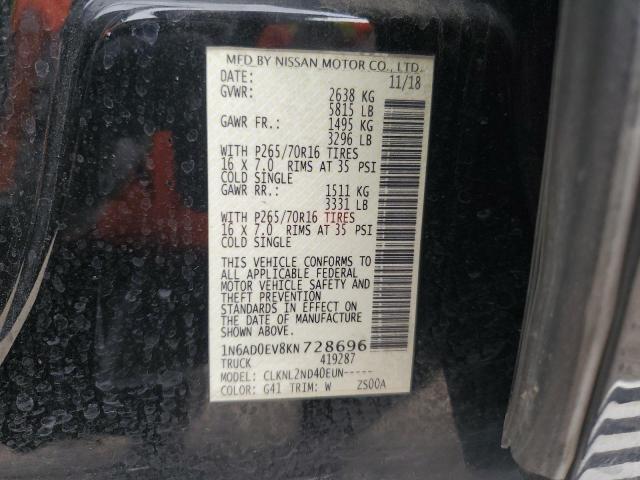 MFD BY NISSAN MOTOR CO., LTD.
DATE: 11/18
GVWR: 2638 KG
5815 LB
GAWR FR.: 1495 KG
3296 LB
WITH P265/70R16 TIRES
16 X 7.0 RIMS AT 35 PSI
COLD SINGLE
GAWR RR.: 1511 KG
3331 LB
WITH P265/70R16 TIRES
16 X 7.0 RIMS AT 35 PSI
COLD SINGLE
THIS VEHICLE CONFORMS TO
ALL APPLICABLE FEDERAL
MOTOR VEHICLE SAFETY AND
THEFT PREVENTION
STANDARDS IN EFFECT ON
THE DATE OF MANUFACTURE
SHOWN ABOVE.
1N6AD0EV8KN728696
TRUCK 419287
MODEL: CLKNL2ND40EUN-----
COLOR: G41 TRIM: W ZS00A